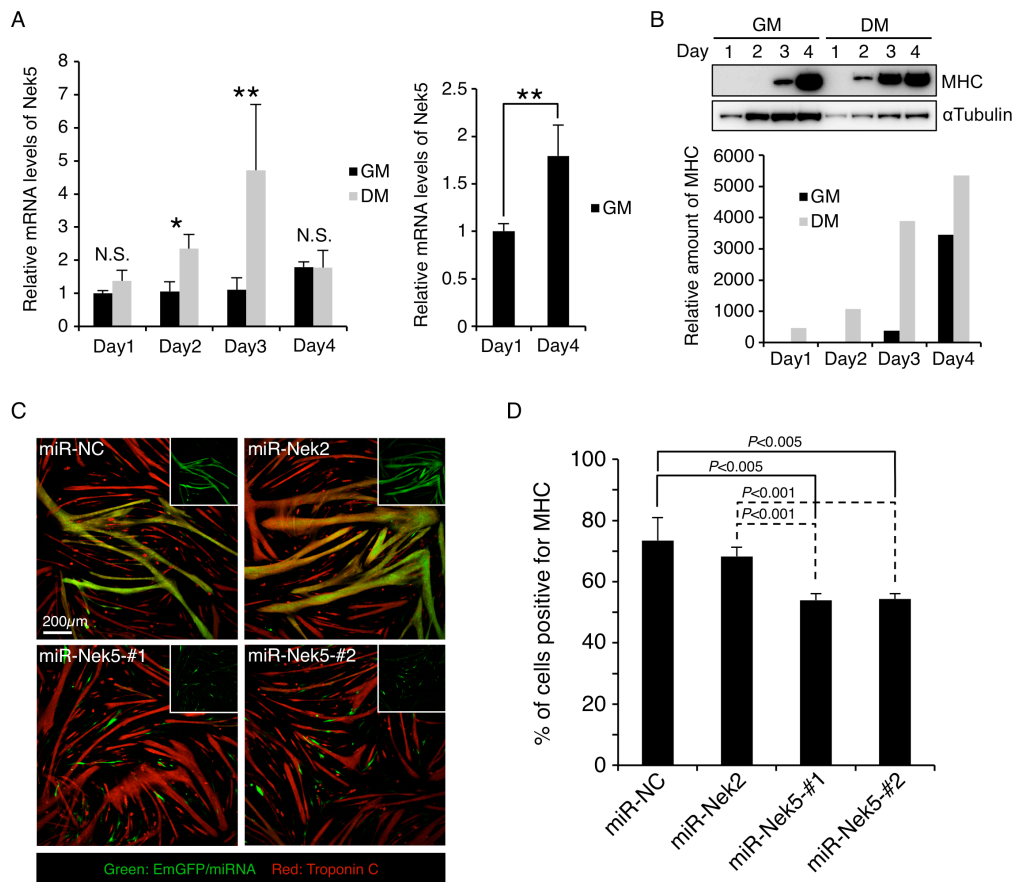 A
Relative mRNA levels of Nek5
8
7
6
5
4
3
2
1
0
N.S.
*
**
N.S.
GM
DM
Day1 Day2 Day3 Day4
Relative mRNA levels of Nek5
2.5
2
1.5
1
0.5
0
**
GM
Day1 Day4
B
GM DM
Day 1 2 3 4 1 2 3 4
MHC
αTubulin
Relative amount of MHC
6000
5000
4000
3000
2000
1000
0
GM
DM
Day1 Day2 Day3 Day4
C
miR-NC
miR-Nek2
200µm
miR-Nek5-#1
miR-Nek5-#2
Green: EmGFP/miRNA Red: Troponin C
D
% of cells positive for MHC
100
80
60
40
20
0
P<0.005
P<0.005
P<0.001
P<0.001
miR-NC
miR-Nek2
miR-Nek5-#1
miR-Nek5-#2